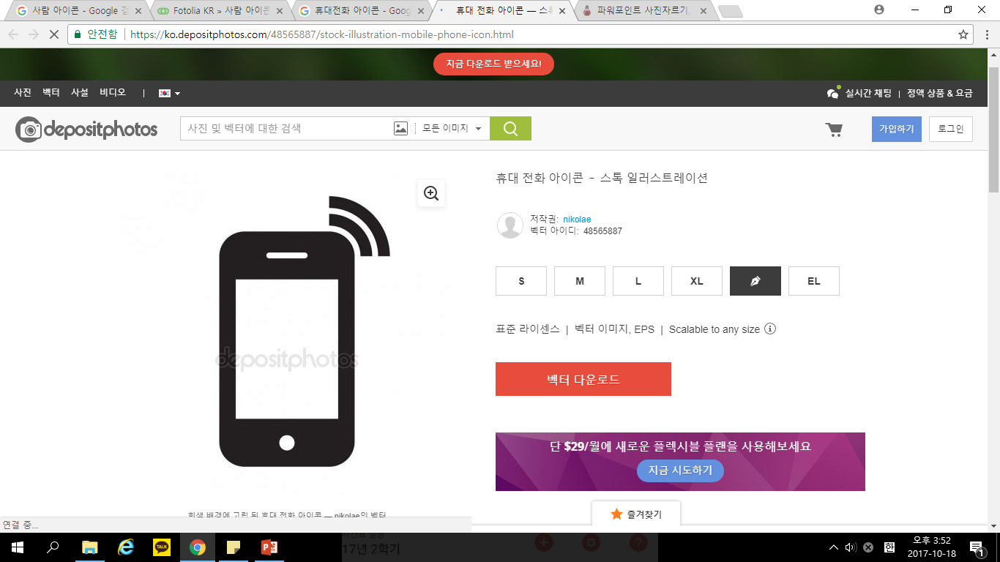 사람 아이콘 - Google 검
Fotolia KR » 사람 아이콘
휴대전화 아이콘 - Goog
휴대 전화 아이콘 — 스톡
파워포인트 사진자르기,
안전함
https://ko.depositphotos.com/48565887/stock-illustration-mobile-phone-icon.html
지금 다운로드 받으세요!
사진 벡터 사설 비디오
실시간 채팅 | 정액 상품 & 요금
depositphotos
사진 및 벡터에 대한 검색
모든 이미지
가입하기
로그인
휴대 전화 아이콘 – 스톡 일러스트레이션
저작권: nikolae
벡터 아이디: 48565887
S M L XL EL
표준 라이센스 | 벡터 이미지, EPS | Scalable to any size
depositphotos
벡터 다운로드
단 $29/월에 새로운 플렉시블 플랜을 사용해보세요
지금 시도하기
즐겨찾기
회색 배경에 고립 된 휴대 전화 아이콘 — nikolae의 벡터
연결 중...
TALK
17년 2학기
한
오후 3:52
2017-10-18
1